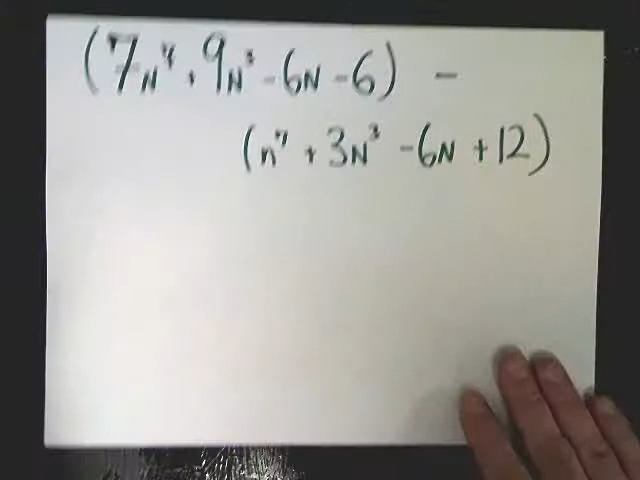 (7N⁴ + 9N³ - 6N - 6) -
(n⁴ + 3N³ - 6N + 12)